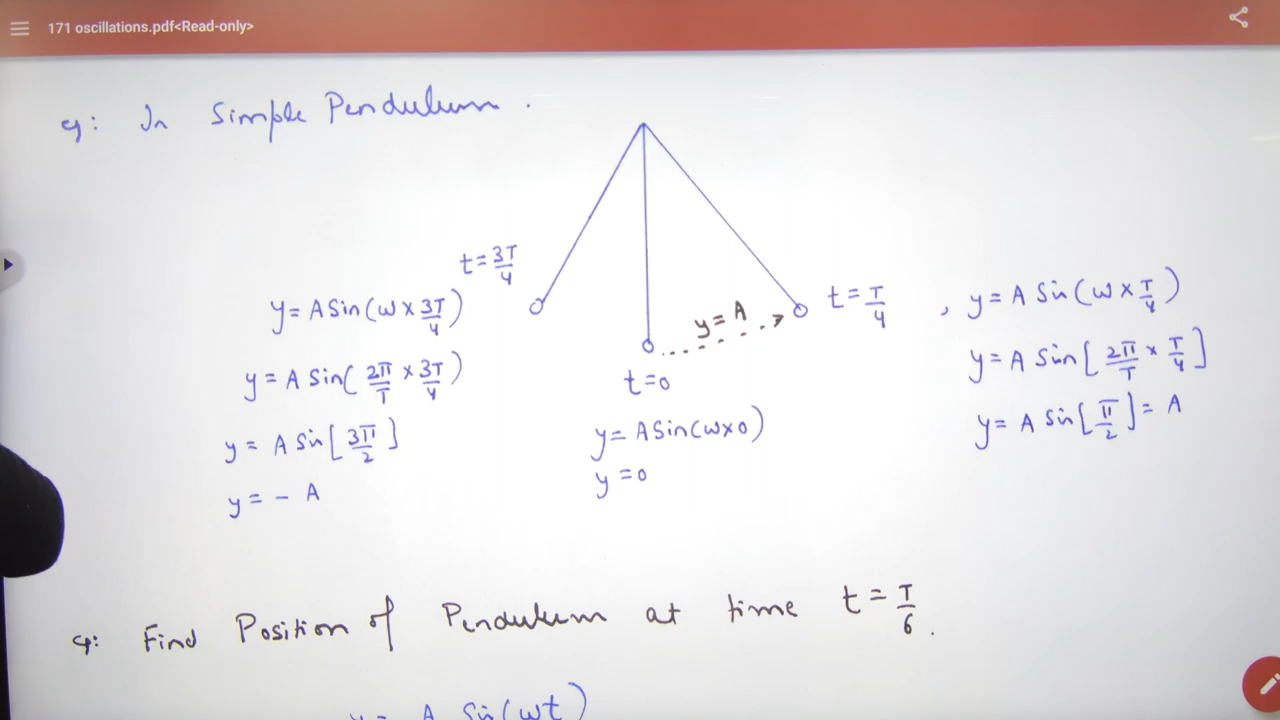 171 oscillations.pdf<Read-only>
eg: In Simple Pendulum .
t = 3T/4
y = A Sin(ω × 3T/4)
y = A Sin( 2π/T × 3T/4)
y = A Sin[ 3π/2 ]
y = - A
y = A
t = 0
y = A Sin(ω×0)
y = 0
t = T/4 , y = A Sin(ω × T/4)
y = A Sin[ 2π/T × T/4 ]
y = A Sin[ π/2 ] = A
Find Position of Pendulum at time t = T/6 .
y = A Sin(ωt)